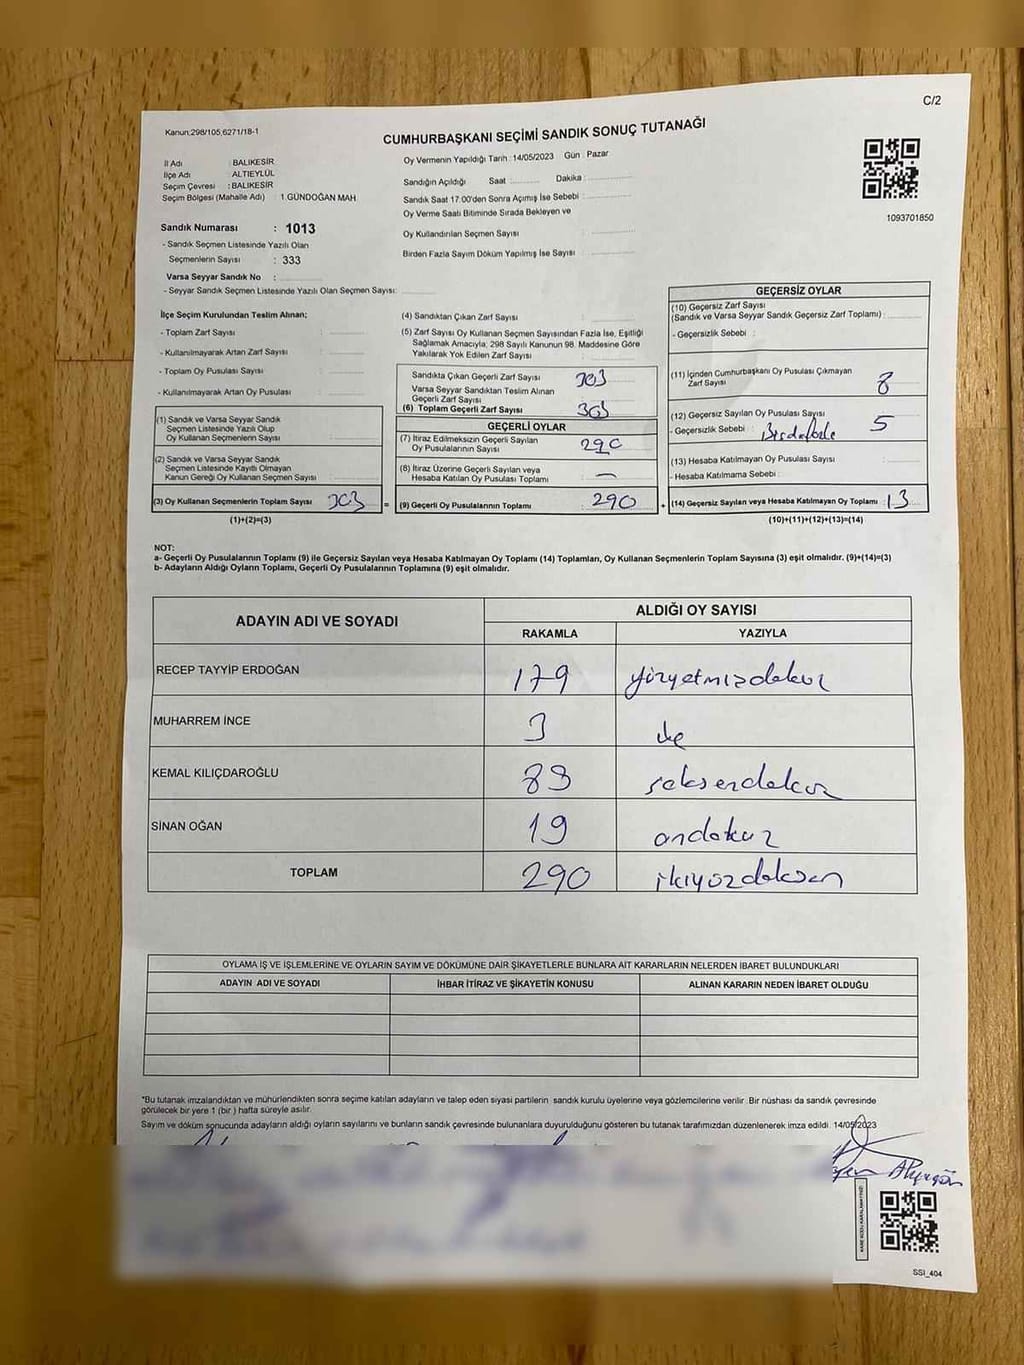 C/2
Kanun:298/105,6271/18-1
CUMHURBAŞKANI SEÇİMİ SANDIK SONUÇ TUTANAĞI
İl Adı : BALIKESİR
İlçe Adı : ALTIEYLÜL
Seçim Çevresi : BALIKESİR
Seçim Bölgesi (Mahalle Adı) : 1.GÜNDOĞAN MAH.
Oy Vermenin Yapıldığı Tarih : 14/05/2023 Gün : Pazar
Sandığın Açıldığı Saat Dakika :
Sandık Saat 17:00'den Sonra Açımış İse Sebebi :
Oy Verme Saati Bitiminde Sırada Bekleyen ve
Oy Kullandırılan Seçmen Sayısı :
Birden Fazla Sayım Döküm Yapılmış İse Sayısı :
1093701850
Sandık Numarası : 1013
- Sandık Seçmen Listesinde Yazılı Olan
Seçmenlerin Sayısı : 333
Varsa Seyyar Sandık No :
- Seyyar Sandık Seçmen Listesinde Yazılı Olan Seçmen Sayısı:
İlçe Seçim Kurulundan Teslim Alınan;
- Toplam Zarf Sayısı :
- Kullanılmayarak Artan Zarf Sayısı :
- Toplam Oy Pusulası Sayısı :
- Kullanılmayarak Artan Oy Pusulası :
(1) Sandık ve Varsa Seyyar Sandık
Seçmen Listesinde Yazılı Olup
Oy Kullanan Seçmenlerin Sayısı :
(2) Sandık ve Varsa Seyyar Sandık
Seçmen Listesinde Kayıtlı Olmayan
Kanun Gereği Oy Kullanan Seçmen Sayısı :
(3) Oy Kullanan Seçmenlerin Toplam Sayısı 303
(1)+(2)=(3)
(4) Sandıktan Çıkan Zarf Sayısı :
(5) Zarf Sayısı Oy Kullanan Seçmen Sayısından Fazla İse, Eşitliği
Sağlamak Amacıyla; 298 Sayılı Kanunun 98. Maddesine Göre
Yakılarak Yok Edilen Zarf Sayısı :
Sandıkta Çıkan Geçerli Zarf Sayısı : 303
Varsa Seyyar Sandıktan Teslim Alınan
Geçerli Zarf Sayısı :
(6) Toplam Geçerli Zarf Sayısı : 303
GEÇERLİ OYLAR
(7) İtiraz Edilmeksizin Geçerli Sayılan
Oy Pusulasının Sayısı : 290
(8) İtiraz Üzerine Geçerli Sayılan veya
Hesaba Katılan Oy Pusulası Toplamı : —
= (9) Geçerli Oy Pusulalarının Toplamı : 290
GEÇERSİZ OYLAR
(10) Geçersiz Zarf Sayısı
(Sandık ve Varsa Seyyar Sandık Geçersiz Zarf Toplamı) :
- Geçersizlik Sebebi :
(11) İçinden Cumhurbaşkanı Oy Pusulası Çıkmayan
Zarf Sayısı : 8
(12) Geçersiz Sayılan Oy Pusulası Sayısı : 5
- Geçersizlik Sebebi :
(13) Hesaba Katılmayan Oy Pusulası Sayısı :
- Hesaba Katılmama Sebebi :
+ (14) Geçersiz Sayılan veya Hesaba Katılmayan Oy Toplamı : 13
(10)+(11)+(12)+(13)=(14)
NOT:
a- Geçerli Oy Pusulalarının Toplamı (9) ile Geçersiz Sayılan veya Hesaba Katılmayan Oy Toplamı (14) Toplamları, Oy Kullanan Seçmenlerin Toplam Sayısına (3) eşit olmalıdır. (9)+(14)=(3)
b- Adayların Aldığı Oyların Toplamı, Geçerli Oy Pusulalarının Toplamına (9) eşit olmalıdır.
ADAYIN ADI VE SOYADI ALDIĞI OY SAYISI
RAKAMLA YAZIYLA
RECEP TAYYİP ERDOĞAN 179 yüzyetmişdokuz
MUHARREM İNCE 3 üç
KEMAL KILIÇDAROĞLU 89 seksendokuz
SİNAN OĞAN 19 ondokuz
TOPLAM 290 ikiyüzdoksan
OYLAMA İŞ VE İŞLEMLERİNE VE OYLARIN SAYIM VE DÖKÜMÜNE DAİR ŞİKAYETLERLE BUNLARA AİT KARARLARIN NELERDEN İBARET BULUNDUKLARI
ADAYIN ADI VE SOYADI İHBAR İTİRAZ VE ŞİKAYETİN KONUSU ALINAN KARARIN NEDEN İBARET OLDUĞU
*Bu tutanak imzalandıktan ve mühürlendikten sonra seçime katılan adayların ve talep eden siyasi partilerin sandık kurulu üyelerine veya gözlemcilerine verilir. Bir nüshası da sandık çevresinde
görülecek bir yere 1 (bir) hafta süreyle asılır.
Sayım ve döküm sonucunda adayların aldığı oyların sayılarını ve bunların sandık çevresinde bulunanlara duyurulduğunu gösteren bu tutanak tarafımızdan düzenlenerek imza edildi. 14/05/2023
SSI_404